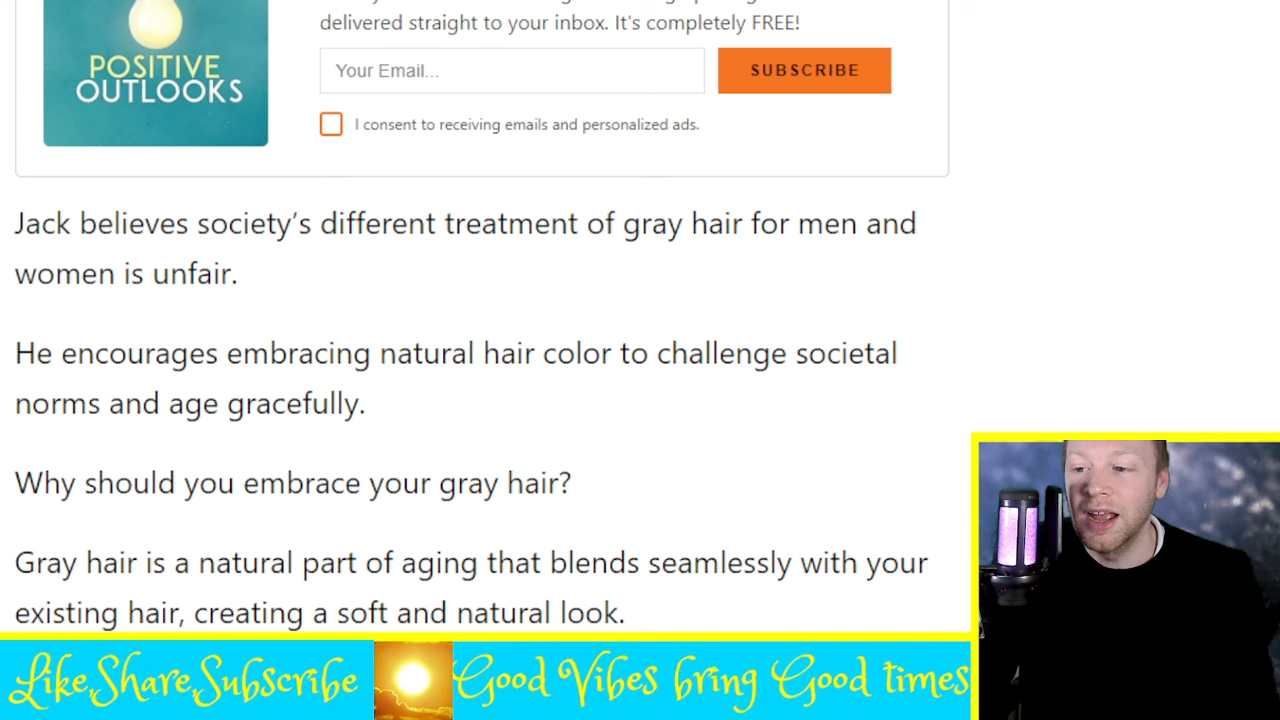 delivered straight to your inbox. It's completely FREE!
POSITIVE
OUTLOOKS
Your Email...
SUBSCRIBE
I consent to receiving emails and personalized ads.
Jack believes society’s different treatment of gray hair for men and
women is unfair.
He encourages embracing natural hair color to challenge societal
norms and age gracefully.
Why should you embrace your gray hair?
Gray hair is a natural part of aging that blends seamlessly with your
existing hair, creating a soft and natural look.
Like,Share,Subscribe
Good Vibes bring Good times